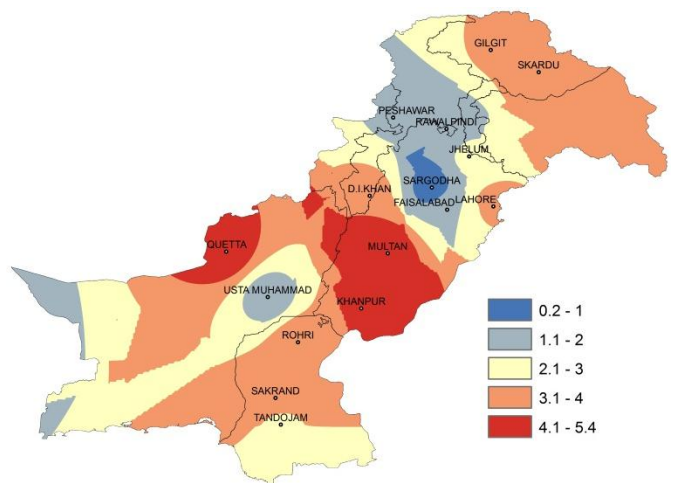 GILGIT
SKARDU
PESHAWAR
RAWALPINDI
JHELUM
SARGODHA
D.I.KHAN
FAISALABAD
LAHORE
QUETTA
MULTAN
USTA MUHAMMAD
KHANPUR
ROHRI
SAKRAND
TANDOJAM
0.2 - 1
1.1 - 2
2.1 - 3
3.1 - 4
4.1 - 5.4